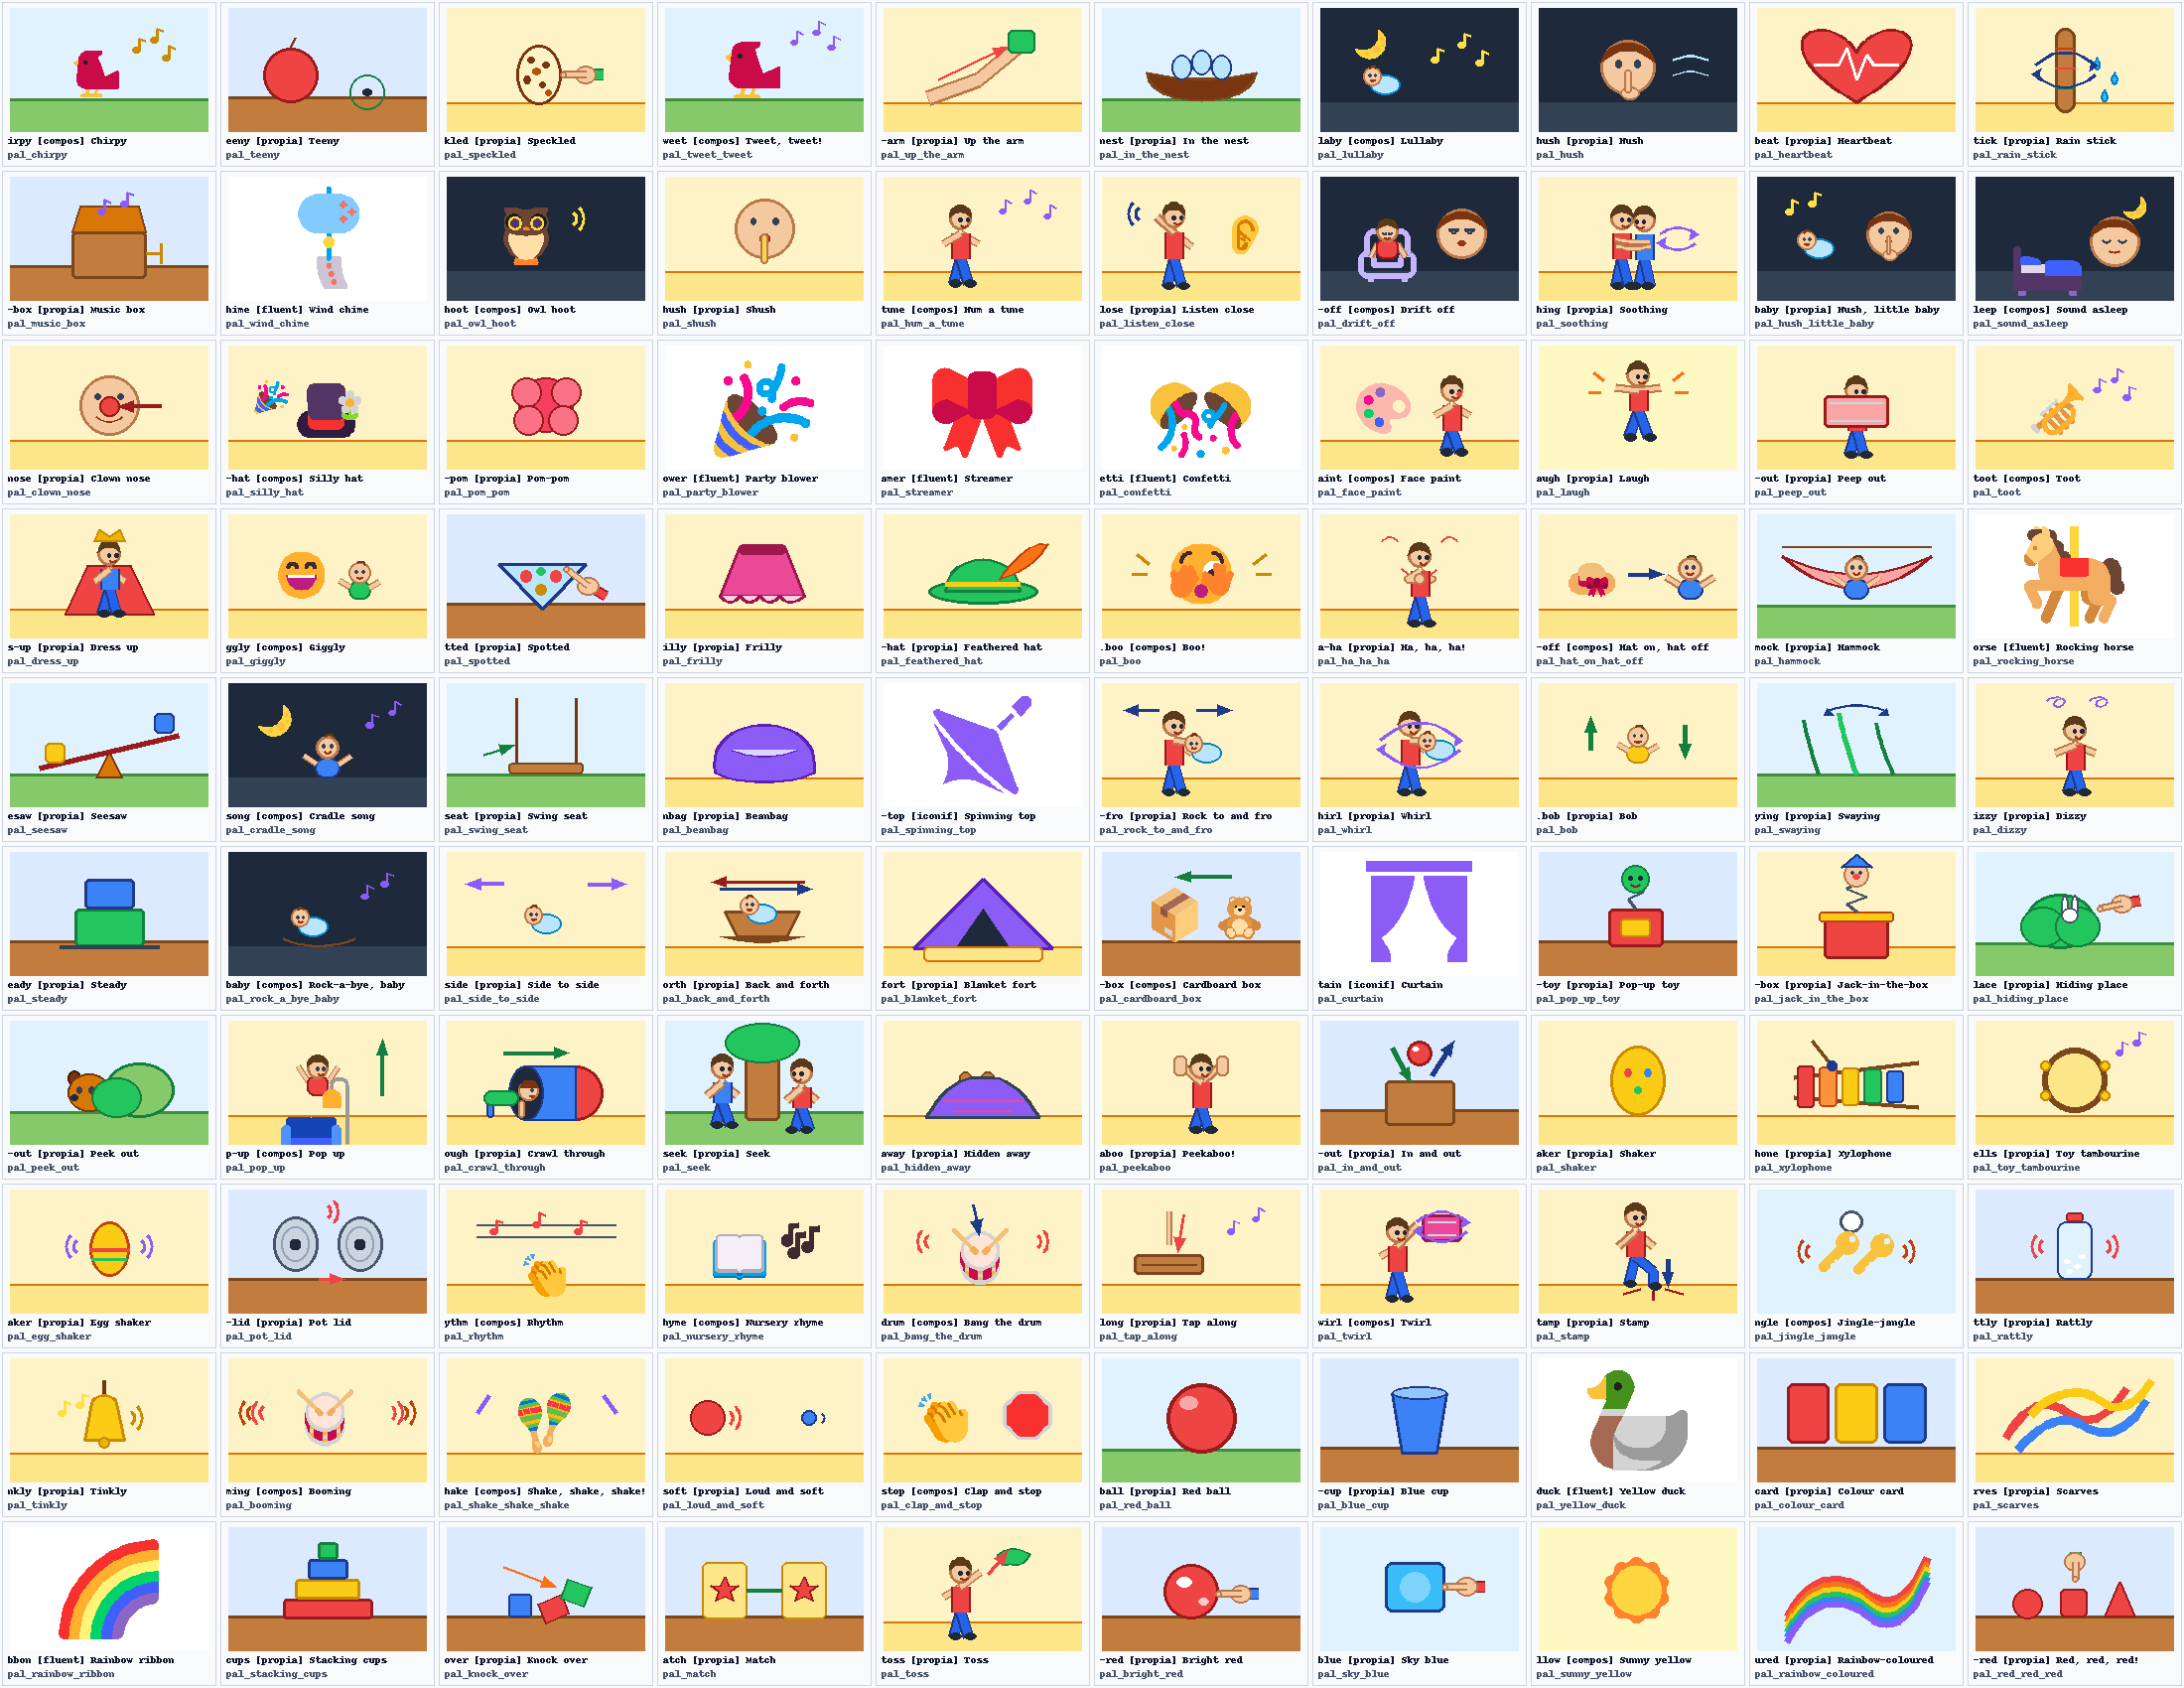 irpy [compos] Chirpy
pal_chirpy
eeny [propia] Teeny
pal_teeny
kled [propia] Speckled
pal_speckled
weet [compos] Tweet, tweet!
pal_tweet_tweet
-arm [propia] Up the arm
pal_up_the_arm
nest [propia] In the nest
pal_in_the_nest
laby [compos] Lullaby
pal_lullaby
hush [propia] Hush
pal_hush
beat [propia] Heartbeat
pal_heartbeat
tick [propia] Rain stick
pal_rain_stick
-box [propia] Music box
pal_music_box
hime [fluent] Wind chime
pal_wind_chime
hoot [compos] Owl hoot
pal_owl_hoot
hush [propia] Shush
pal_shush
tune [compos] Hum a tune
pal_hum_a_tune
lose [propia] Listen close
pal_listen_close
-off [compos] Drift off
pal_drift_off
hing [propia] Soothing
pal_soothing
baby [propia] Hush, little baby
pal_hush_little_baby
leep [compos] Sound asleep
pal_sound_asleep
nose [propia] Clown nose
pal_clown_nose
-hat [compos] Silly hat
pal_silly_hat
-pom [propia] Pom-pom
pal_pom_pom
ower [fluent] Party blower
pal_party_blower
amer [fluent] Streamer
pal_streamer
etti [fluent] Confetti
pal_confetti
aint [compos] Face paint
pal_face_paint
augh [propia] Laugh
pal_laugh
-out [propia] Peep out
pal_peep_out
toot [compos] Toot
pal_toot
s-up [propia] Dress up
pal_dress_up
ggly [compos] Giggly
pal_giggly
tted [propia] Spotted
pal_spotted
illy [propia] Frilly
pal_frilly
-hat [propia] Feathered hat
pal_feathered_hat
.boo [compos] Boo!
pal_boo
a-ha [propia] Ha, ha, ha!
pal_ha_ha_ha
-off [compos] Hat on, hat off
pal_hat_on_hat_off
mock [propia] Hammock
pal_hammock
orse [fluent] Rocking horse
pal_rocking_horse
esaw [propia] Seesaw
pal_seesaw
song [compos] Cradle song
pal_cradle_song
seat [propia] Swing seat
pal_swing_seat
nbag [propia] Beanbag
pal_beanbag
-top [iconif] Spinning top
pal_spinning_top
-fro [propia] Rock to and fro
pal_rock_to_and_fro
hirl [propia] Whirl
pal_whirl
.bob [propia] Bob
pal_bob
ying [propia] Swaying
pal_swaying
izzy [propia] Dizzy
pal_dizzy
eady [propia] Steady
pal_steady
baby [compos] Rock-a-bye, baby
pal_rock_a_bye_baby
side [propia] Side to side
pal_side_to_side
orth [propia] Back and forth
pal_back_and_forth
fort [propia] Blanket fort
pal_blanket_fort
-box [compos] Cardboard box
pal_cardboard_box
tain [iconif] Curtain
pal_curtain
-toy [propia] Pop-up toy
pal_pop_up_toy
-box [propia] Jack-in-the-box
pal_jack_in_the_box
lace [propia] Hiding place
pal_hiding_place
-out [propia] Peek out
pal_peek_out
p-up [compos] Pop up
pal_pop_up
ough [propia] Crawl through
pal_crawl_through
seek [propia] Seek
pal_seek
away [propia] Hidden away
pal_hidden_away
aboo [propia] Peekaboo!
pal_peekaboo
-out [propia] In and out
pal_in_and_out
aker [propia] Shaker
pal_shaker
hone [propia] Xylophone
pal_xylophone
ells [propia] Toy tambourine
pal_toy_tambourine
aker [propia] Egg shaker
pal_egg_shaker
-lid [propia] Pot lid
pal_pot_lid
ythm [compos] Rhythm
pal_rhythm
hyme [compos] Nursery rhyme
pal_nursery_rhyme
drum [compos] Bang the drum
pal_bang_the_drum
long [propia] Tap along
pal_tap_along
wirl [compos] Twirl
pal_twirl
tamp [propia] Stamp
pal_stamp
ngle [compos] Jingle-jangle
pal_jingle_jangle
ttly [propia] Rattly
pal_rattly
nkly [propia] Tinkly
pal_tinkly
ming [compos] Booming
pal_booming
hake [compos] Shake, shake, shake!
pal_shake_shake_shake
soft [propia] Loud and soft
pal_loud_and_soft
stop [compos] Clap and stop
pal_clap_and_stop
ball [propia] Red ball
pal_red_ball
-cup [propia] Blue cup
pal_blue_cup
duck [fluent] Yellow duck
pal_yellow_duck
card [propia] Colour card
pal_colour_card
rves [propia] Scarves
pal_scarves
bbon [fluent] Rainbow ribbon
pal_rainbow_ribbon
cups [propia] Stacking cups
pal_stacking_cups
over [propia] Knock over
pal_knock_over
atch [propia] Match
pal_match
toss [propia] Toss
pal_toss
-red [propia] Bright red
pal_bright_red
blue [propia] Sky blue
pal_sky_blue
llow [compos] Sunny yellow
pal_sunny_yellow
ured [propia] Rainbow-coloured
pal_rainbow_coloured
-red [propia] Red, red, red!
pal_red_red_red